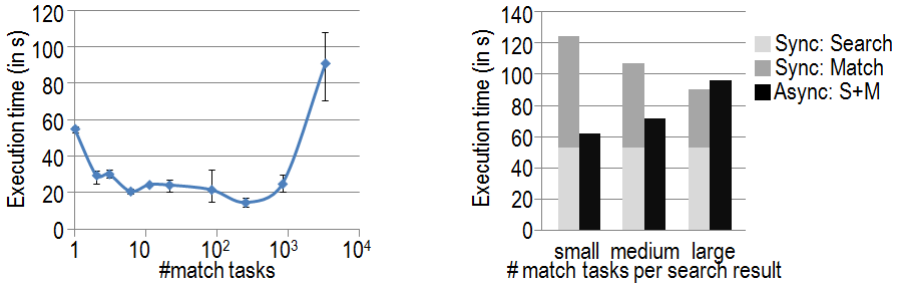 120
100
80
60
40
20
0
Execution time (in s)
1 10 10² 10³ 10⁴
#match tasks
140
120
100
80
60
40
20
0
Execution time (in s)
small medium large
# match tasks per search result
Sync: Search
Sync: Match
Async: S+M